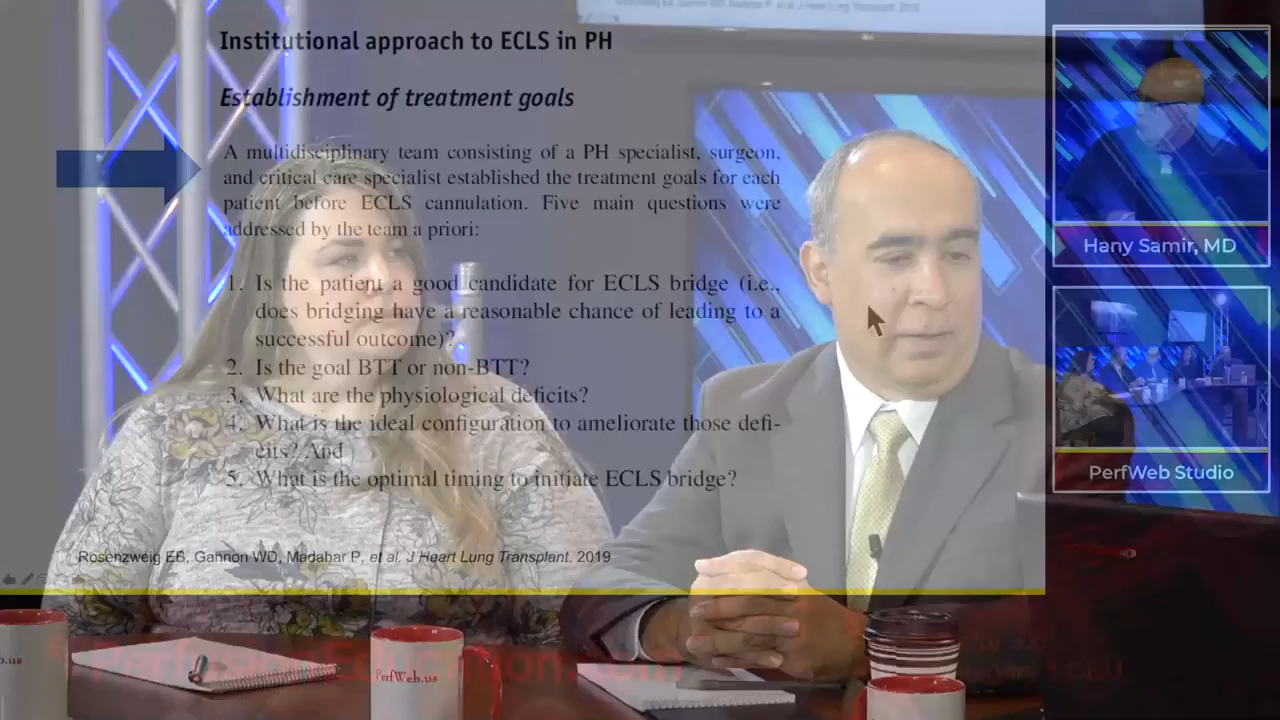 Institutional approach to ECLS in PH
Establishment of treatment goals
A multidisciplinary team consisting of a PH specialist, surgeon,
and critical care specialist established the treatment goals for each
patient before ECLS cannulation. Five main questions were
addressed by the team a priori:
1. Is the patient a good candidate for ECLS bridge (i.e.,
does bridging have a reasonable chance of leading to a
successful outcome)?
2. Is the goal BTT or non-BTT?
3. What are the physiological deficits?
4. What is the ideal configuration to ameliorate those defi-
cits? And
5. What is the optimal timing to initiate ECLS bridge?
Rosenzweig EB, Gannon WD, Madahar P, et al. J Heart Lung Transplant. 2019
Hany Samir, MD
PerfWeb Studio
PerfusionEducation.com
PerfWeb.us